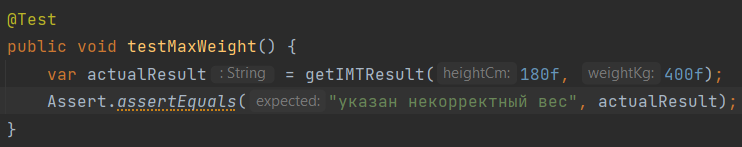 @Test
public void testMaxWeight() {
var actualResult : String = getIMTResult( heightCm: 180f, weightKg: 400f);
Assert.assertEquals( expected: "указан некорректный вес", actualResult);
}